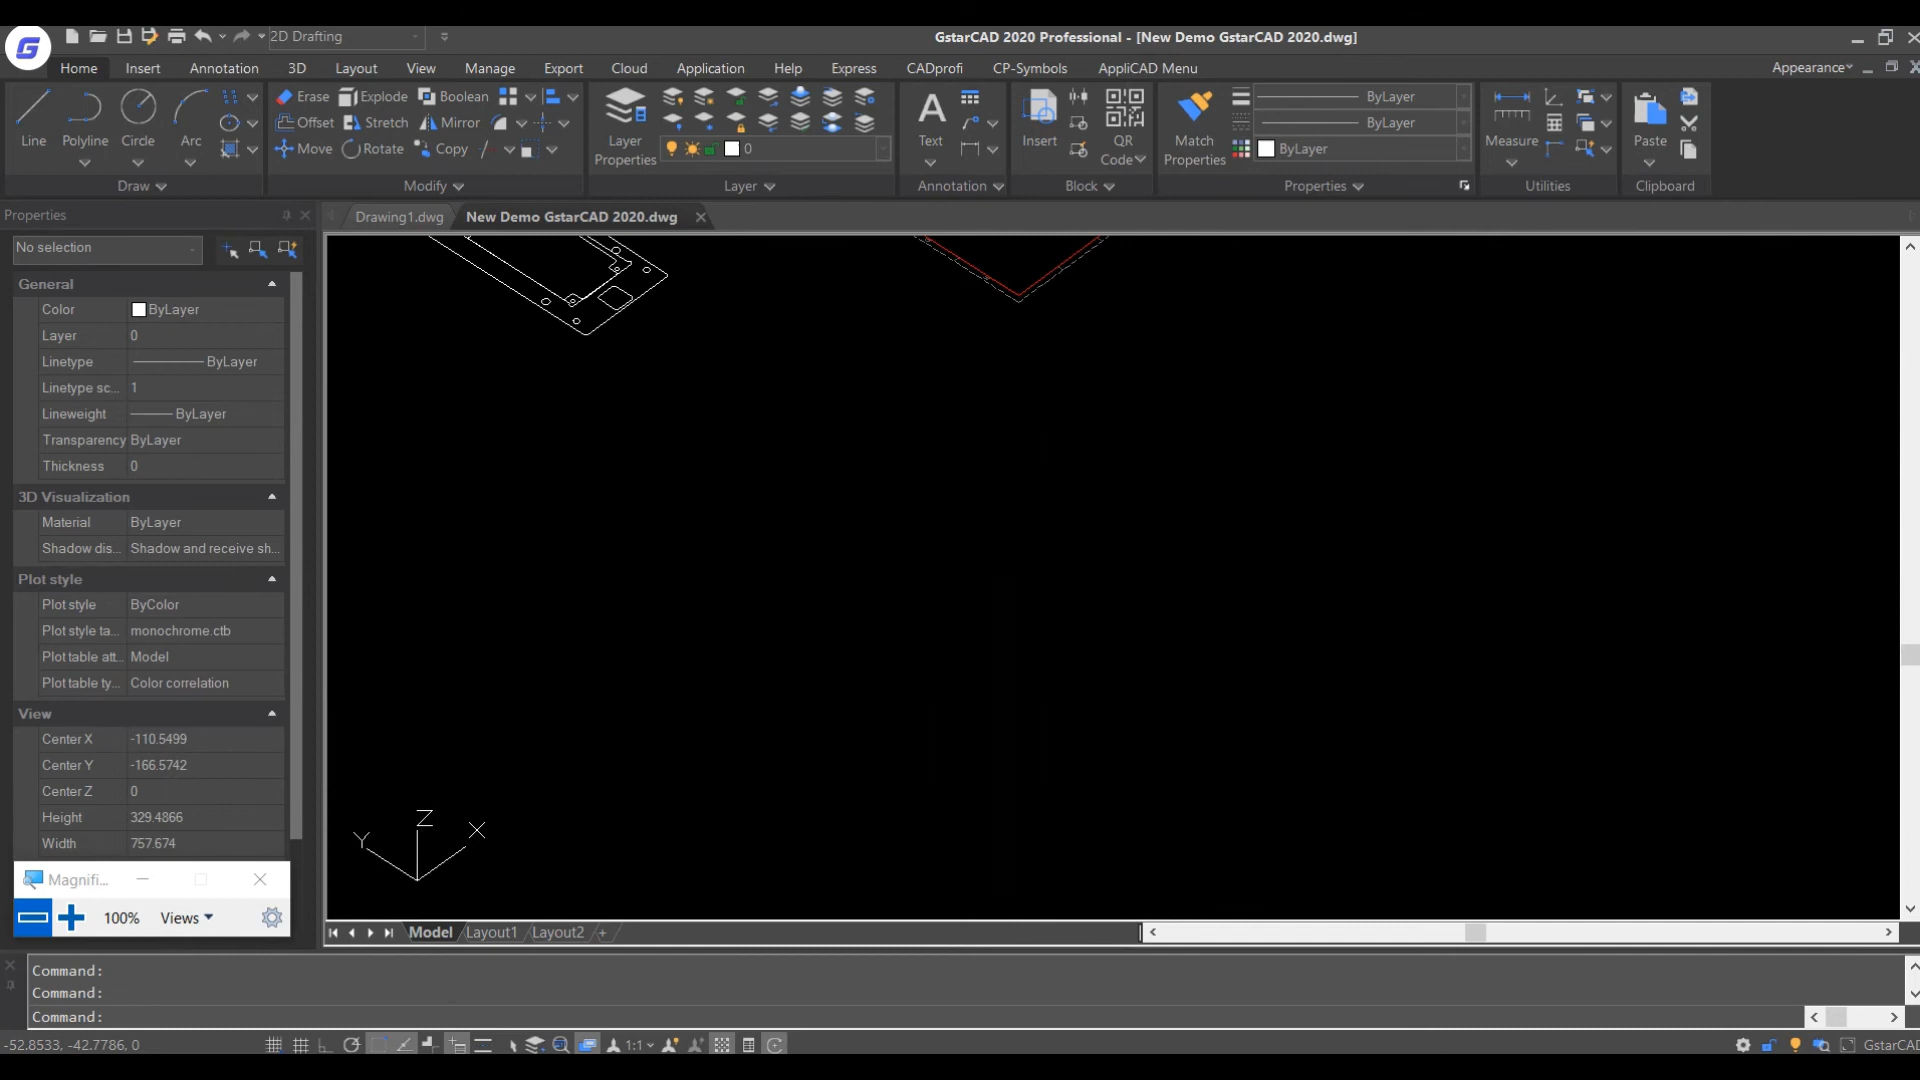 2D Drafting
GstarCAD 2020 Professional - [New Demo GstarCAD 2020.dwg]
Home Insert Annotation 3D Layout View Manage Export Cloud Application Help Express CADprofi CP-Symbols AppliCAD Menu Appearance
Line Polyline Circle Arc
Draw
Erase Explode Boolean
Offset Stretch Mirror
Move Rotate Copy
Modify
Layer Properties
0
Layer
Text
Annotation
Insert
QR Code
Block
Match Properties
ByLayer
ByLayer
ByLayer
Properties
Measure
Utilities
Paste
Clipboard
Properties
Drawing1.dwg New Demo GstarCAD 2020.dwg
No selection
General
Color ByLayer
Layer 0
Linetype ByLayer
Linetype sc... 1
Lineweight ByLayer
Transparency ByLayer
Thickness 0
3D Visualization
Material ByLayer
Shadow dis... Shadow and receive sh...
Plot style
Plot style ByColor
Plot style ta... monochrome.ctb
Plot table att... Model
Plot table ty... Color correlation
View
Center X -110.5499
Center Y -166.5742
Center Z 0
Height 329.4866
Width 757.674
Z
Y X
Magnifi...
100% Views
Model Layout1 Layout2 +
Command:
Command:
Command:
-52.8533, -42.7786, 0
1:1
GstarCAD